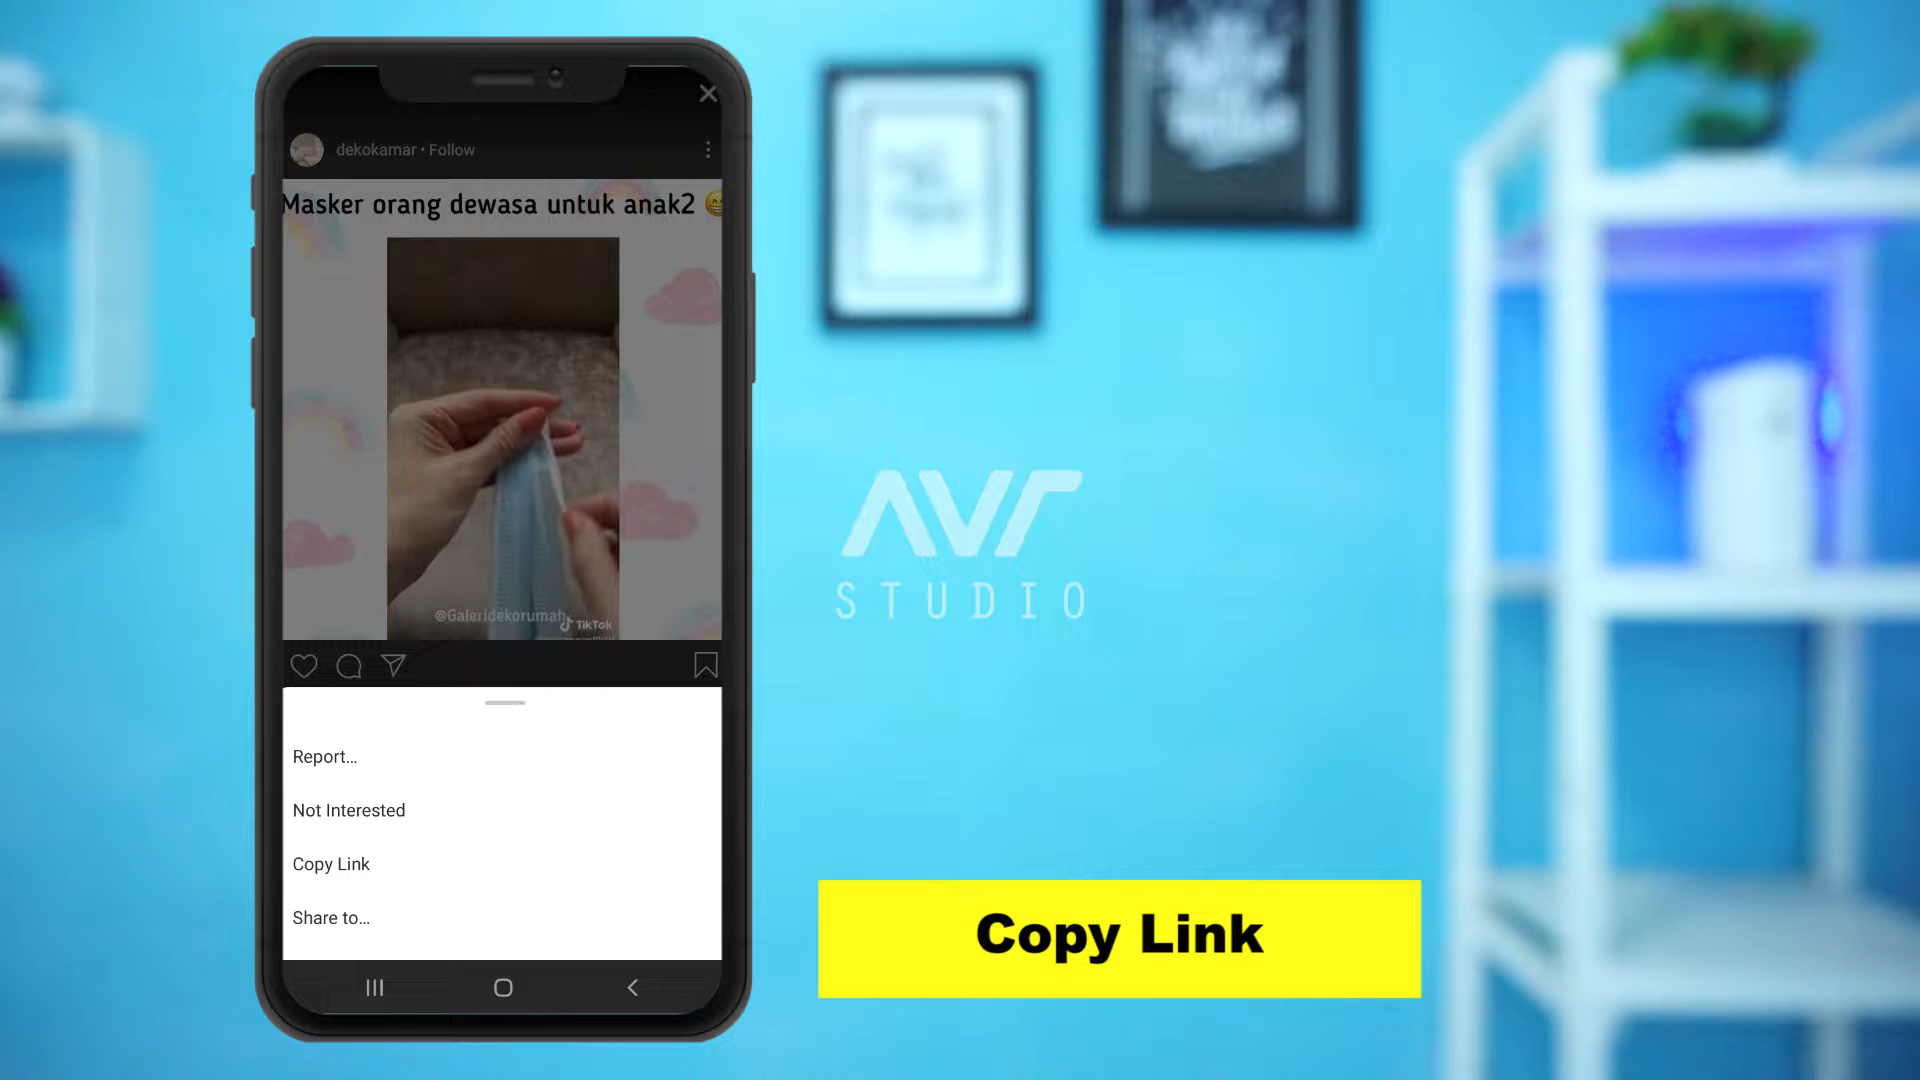 dekokamar • Follow
Masker orang dewasa untuk anak2 😁
@Galeridekorumah
TikTok
Report...
Not Interested
Copy Link
Share to...
AVR
STUDIO
Copy Link